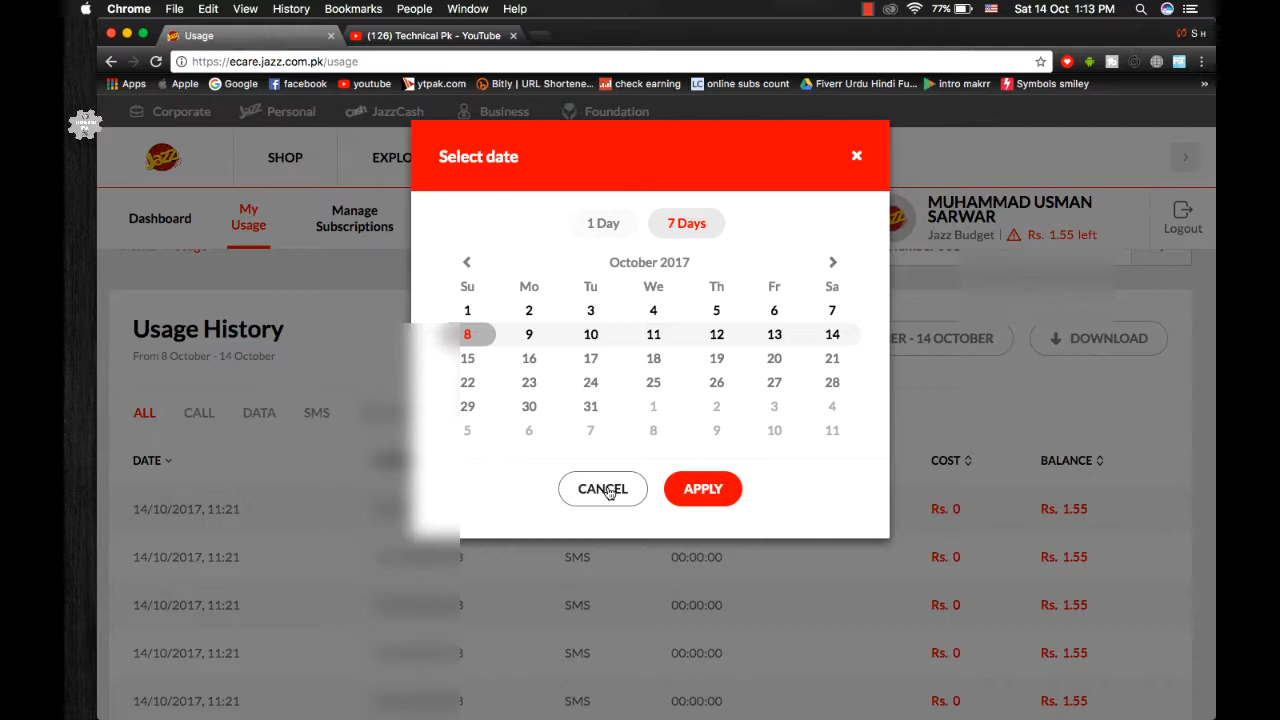 Chrome File Edit View History Bookmarks People Window Help 77% Sat 14 Oct 1:13 PM
Usage (126) Technical Pk - YouTube S H
https://ecare.jazz.com.pk/usage
Apps Apple Google facebook youtube ytpak.com Bitly | URL Shortene... check earning online subs count Fiverr Urdu Hindi Fu... intro makrr Symbols smiley »
Corporate Jazz Personal JazzCash Business Foundation
Jazz SHOP EXPLO
Select date
Dashboard My Usage Manage Subscriptions
MUHAMMAD USMAN SARWAR
Jazz Budget Rs. 1.55 left
Logout
1 Day 7 Days
October 2017
Su Mo Tu We Th Fr Sa
1 2 3 4 5 6 7
8 9 10 11 12 13 14
15 16 17 18 19 20 21
22 23 24 25 26 27 28
29 30 31 1 2 3 4
5 6 7 8 9 10 11
CANCEL APPLY
Usage History
From 8 October - 14 October
ER - 14 OCTOBER DOWNLOAD
ALL CALL DATA SMS
DATE COST BALANCE
14/10/2017, 11:21 Rs. 0 Rs. 1.55
14/10/2017, 11:21 3 SMS 00:00:00 Rs. 0 Rs. 1.55
14/10/2017, 11:21 3 SMS 00:00:00 Rs. 0 Rs. 1.55
14/10/2017, 11:21 3 SMS 00:00:00 Rs. 0 Rs. 1.55
14/10/2017, 11:21 3 SMS 00:00:00 Rs. 0 Rs. 1.55